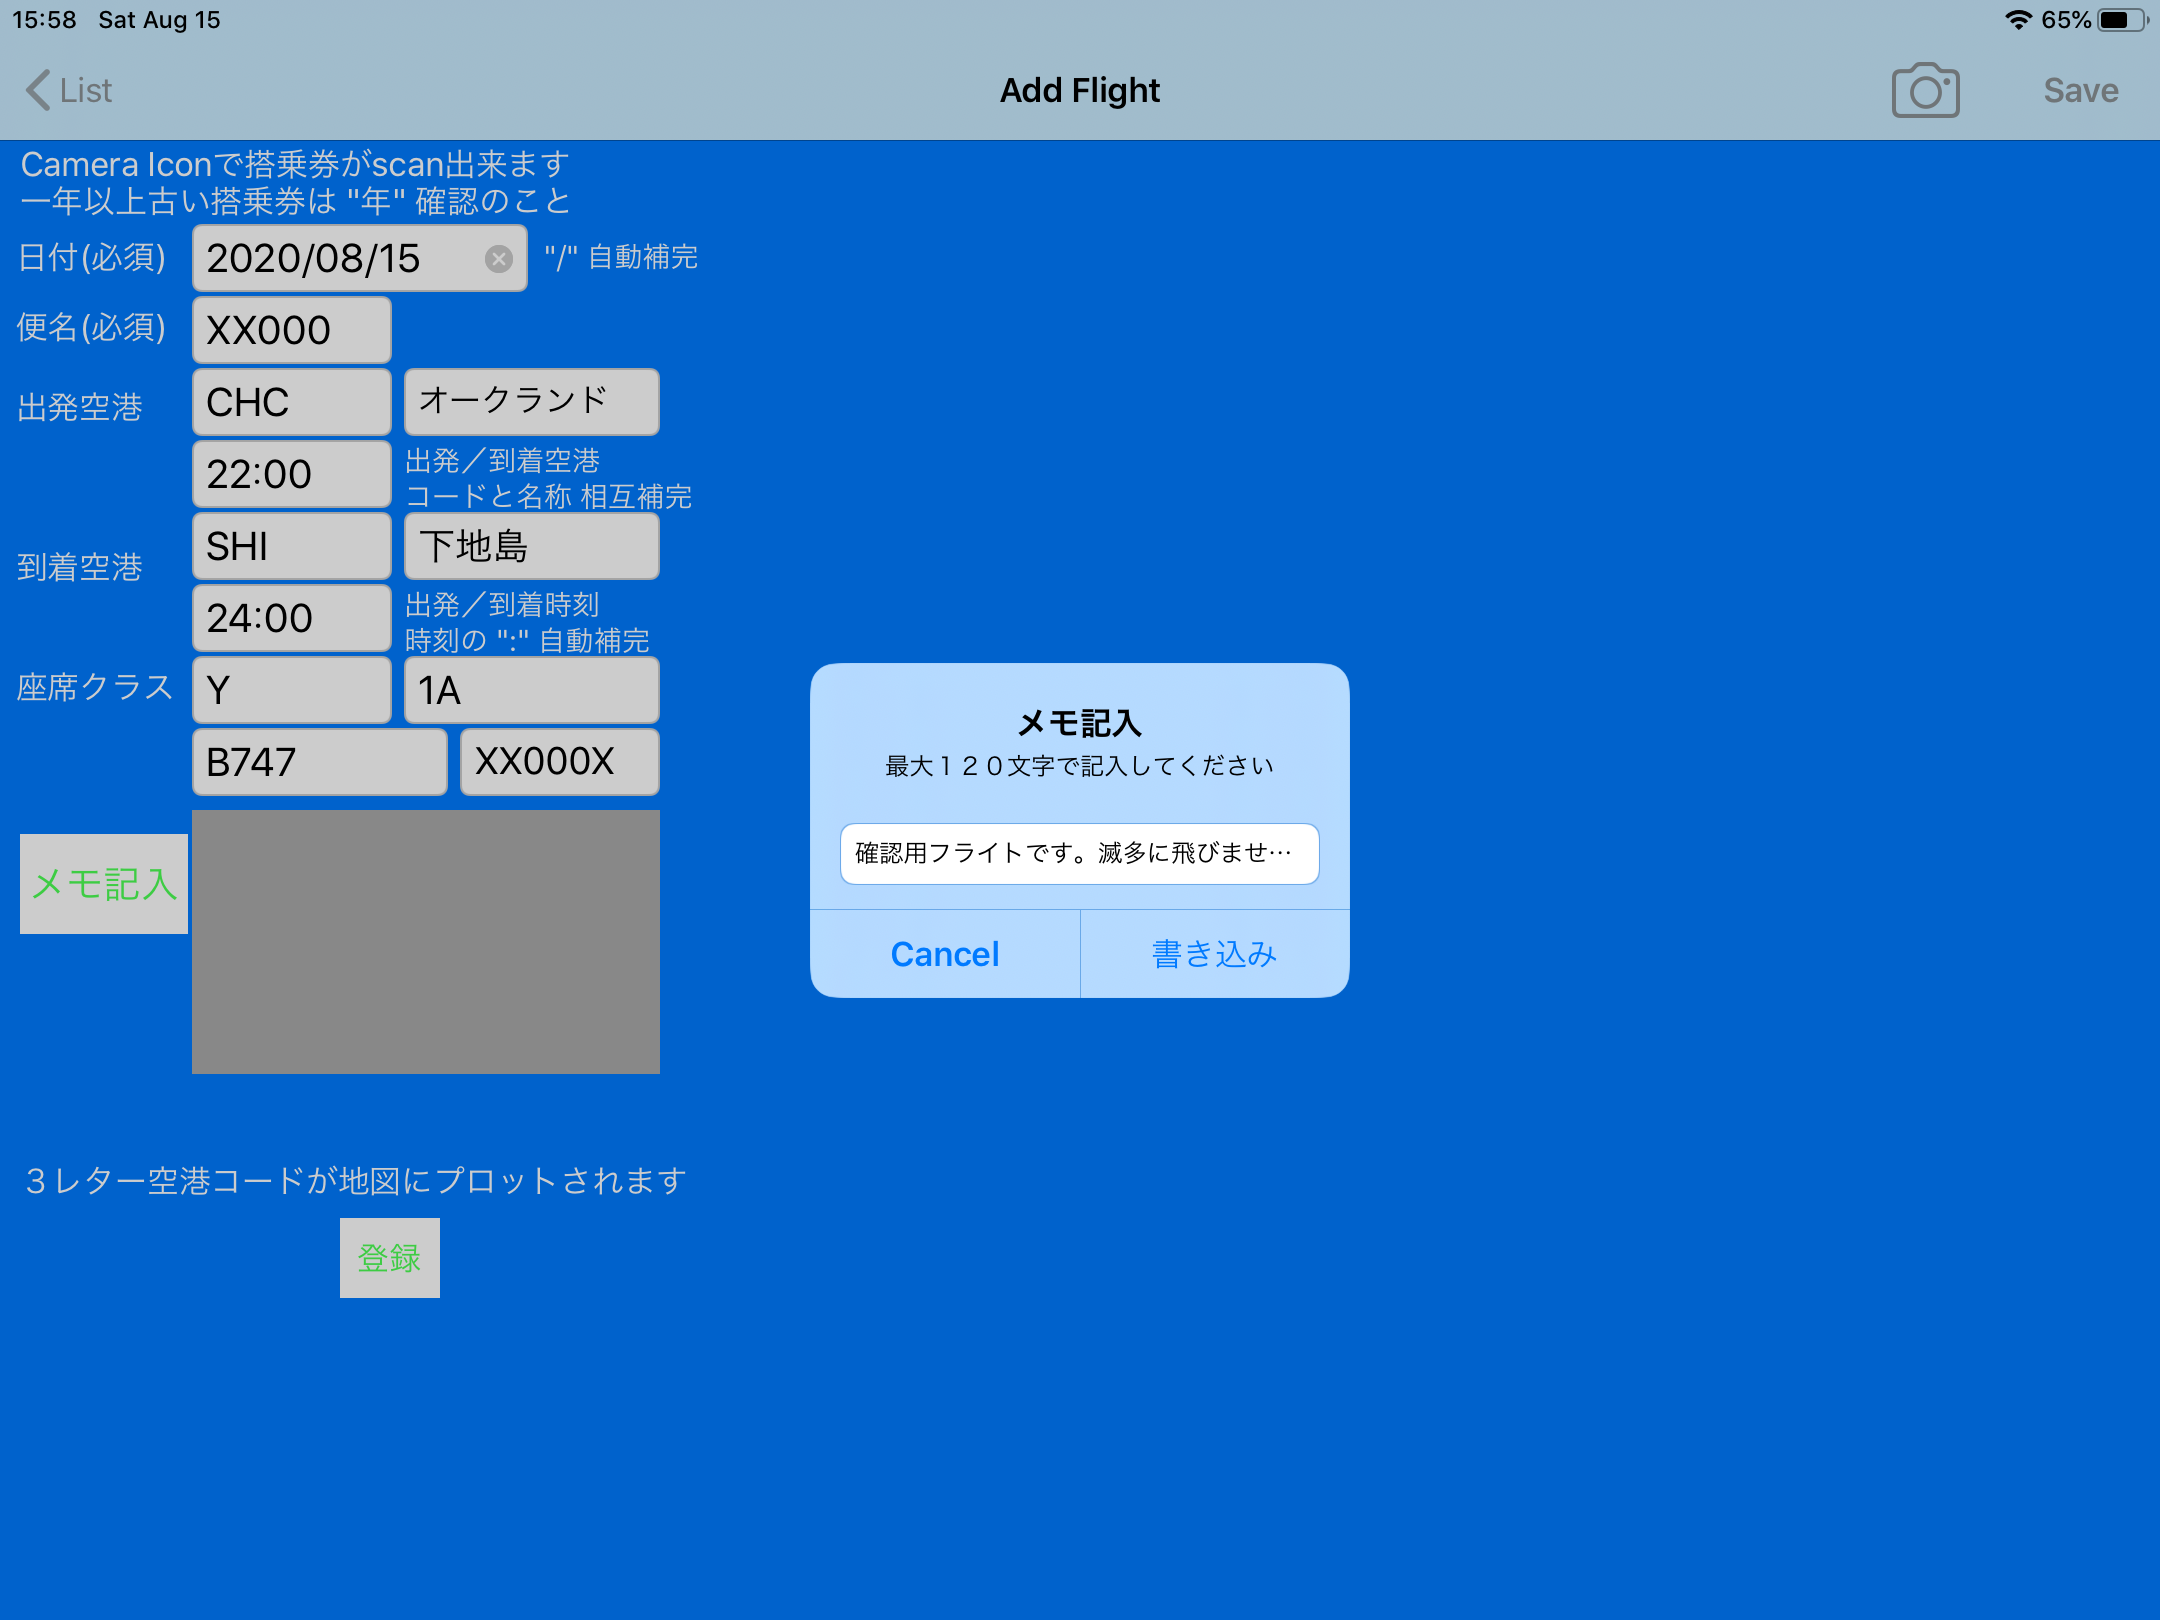 15:58 Sat Aug 15 65%
List Add Flight Save
Camera Iconで搭乗券がscan出来ます
一年以上古い搭乗券は "年" 確認のこと
日付(必須) 2020/08/15 "/" 自動補完
便名(必須) XX000
出発空港 CHC オークランド
22:00 出発／到着空港
コードと名称 相互補完
到着空港 SHI 下地島
24:00 出発／到着時刻
時刻の ":" 自動補完
座席クラス Y 1A
B747 XX000X
メモ記入
メモ記入
最大１２０文字で記入してください
確認用フライトです。滅多に飛びませ…
Cancel 書き込み
３レター空港コードが地図にプロットされます
登録